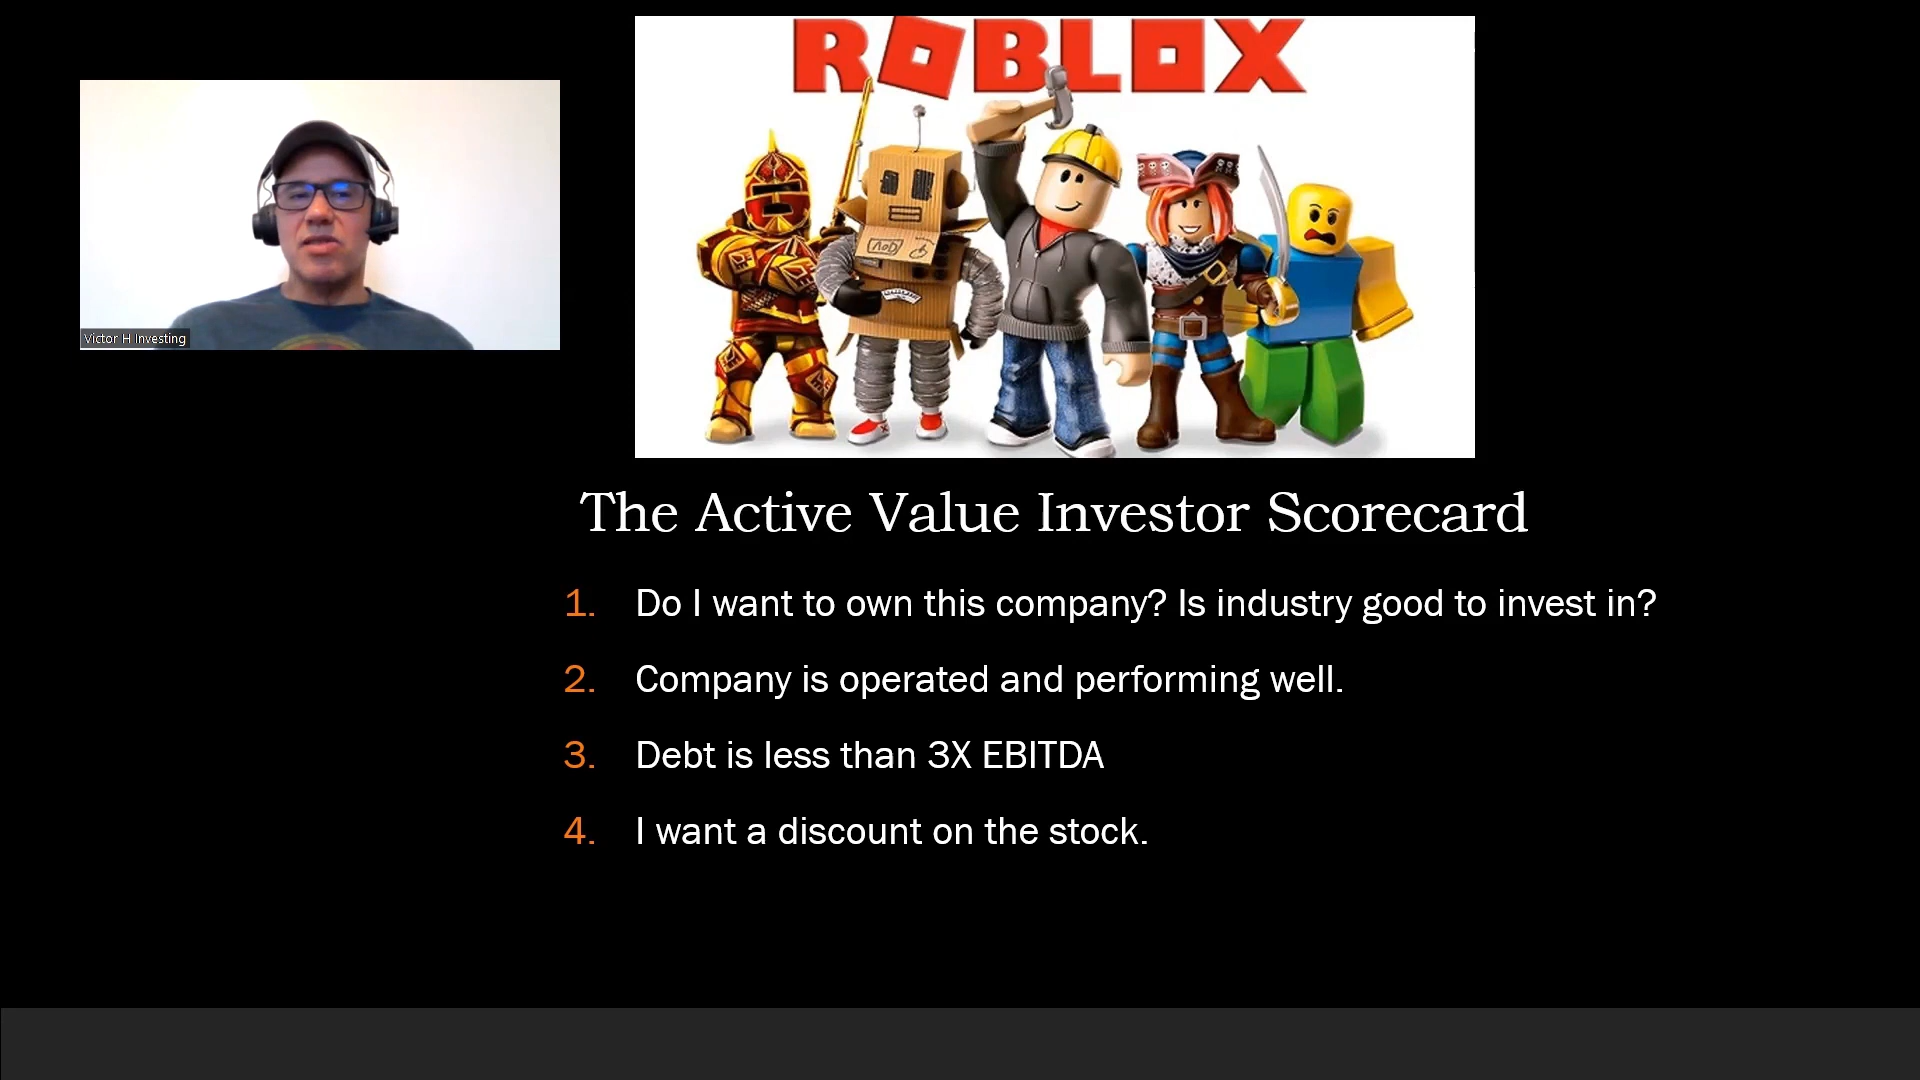 ROBLOX
Victor H Investing
The Active Value Investor Scorecard
1. Do I want to own this company? Is industry good to invest in?
2. Company is operated and performing well.
3. Debt is less than 3X EBITDA
4. I want a discount on the stock.